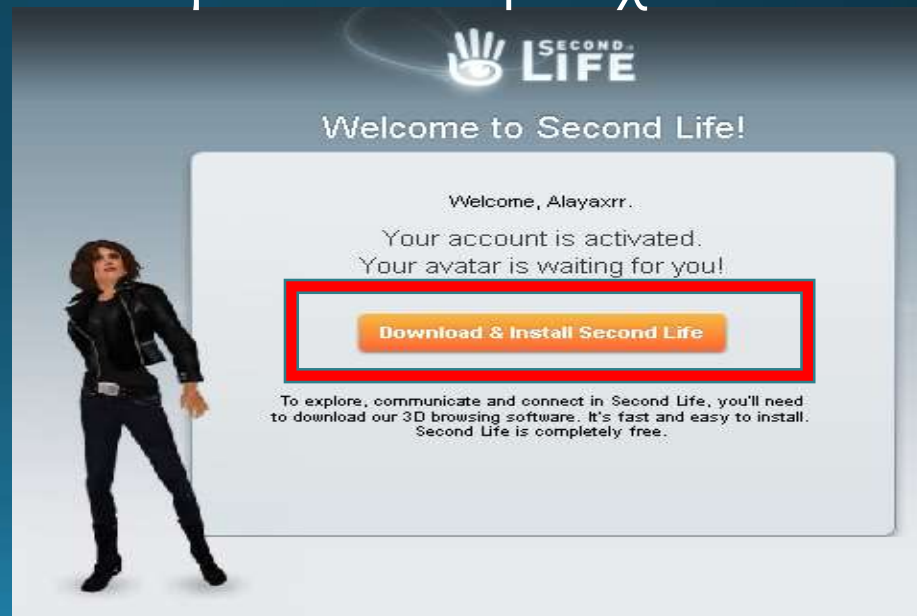 SECOND
LIFE
Welcome to Second Life!
Welcome, Alayaxrr.
Your account is activated.
Your avatar is waiting for you!
Download & Install Second Life
To explore, communicate and connect in Second Life, you'll need
to download our 3D browsing software. It's fast and easy to install.
Second Life is completely free.